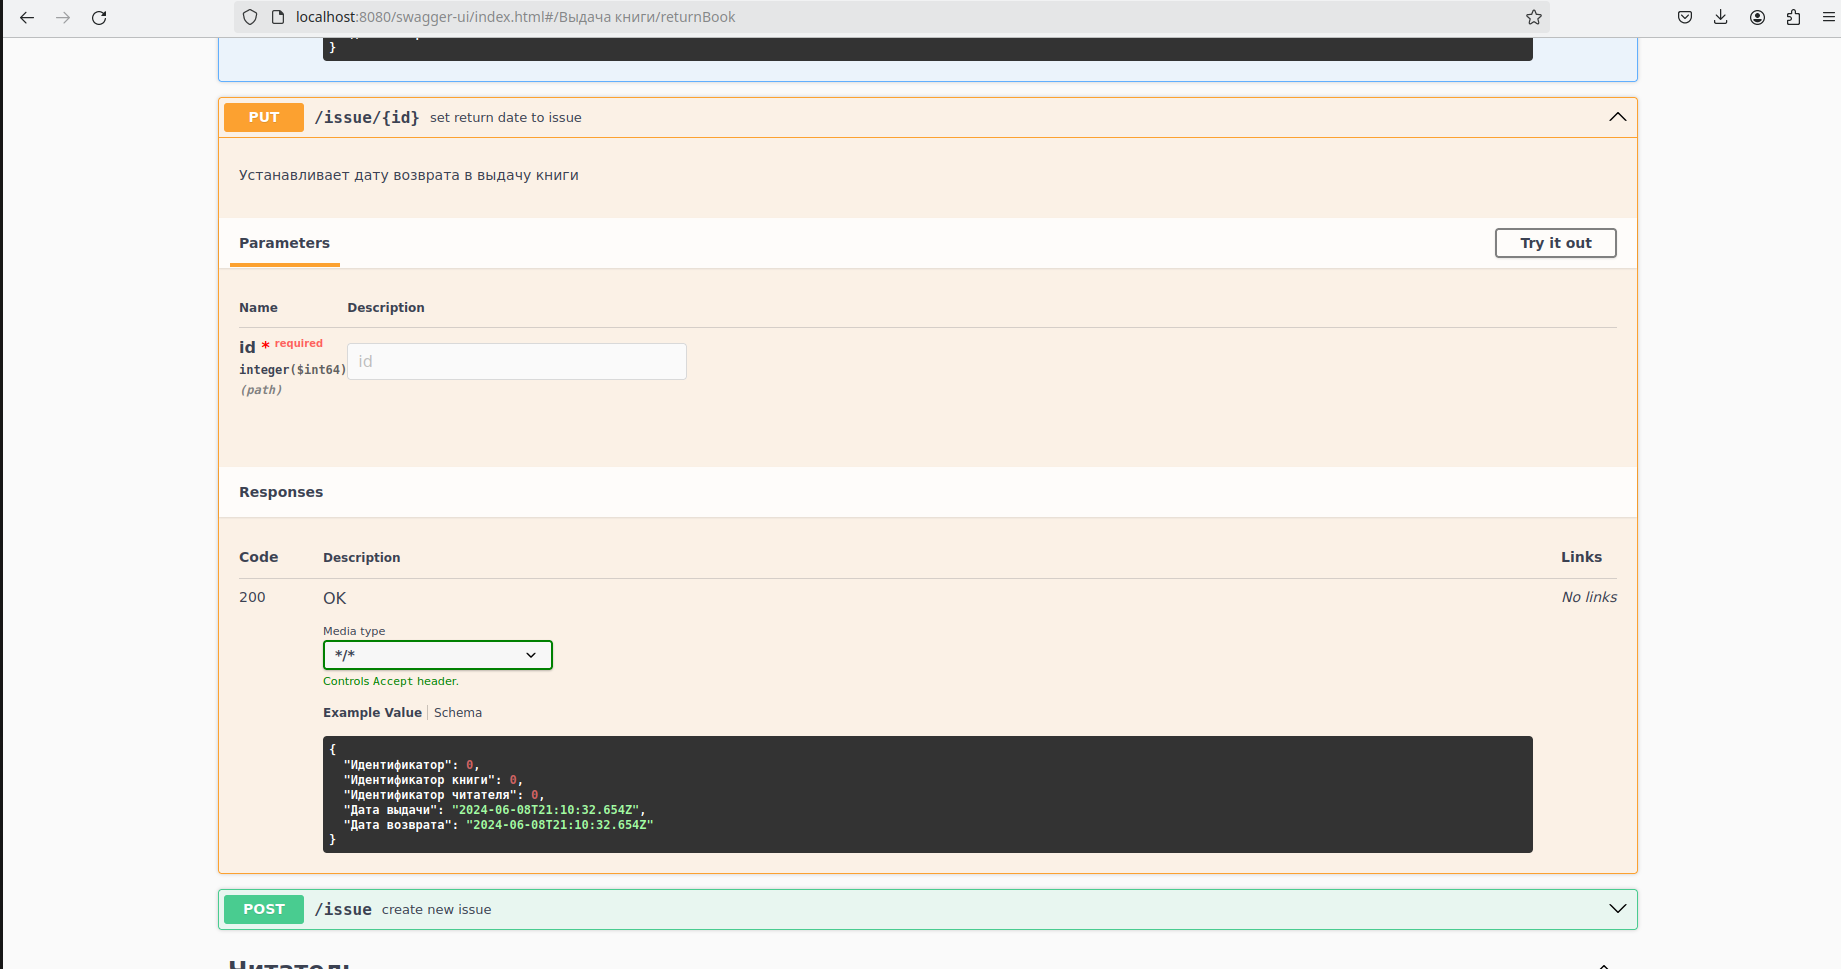 localhost:8080/swagger-ui/index.html#/Выдача книги/returnBook
}
PUT /issue/{id} set return date to issue
Устанавливает дату возврата в выдачу книги
Parameters
Try it out
Name Description
id * required
integer($int64)
(path)
id
Responses
Code Description Links
200 OK No links
Media type
*/*
Controls Accept header.
Example Value Schema
{
"Идентификатор": 0,
"Идентификатор книги": 0,
"Идентификатор читателя": 0,
"Дата выдачи": "2024-06-08T21:10:32.654Z",
"Дата возврата": "2024-06-08T21:10:32.654Z"
}
POST /issue create new issue
Читатель